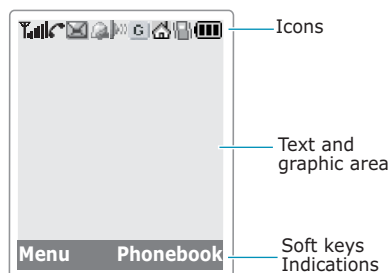 G
Icons
Text and
graphic area
Menu Phonebook
Soft keys
Indications